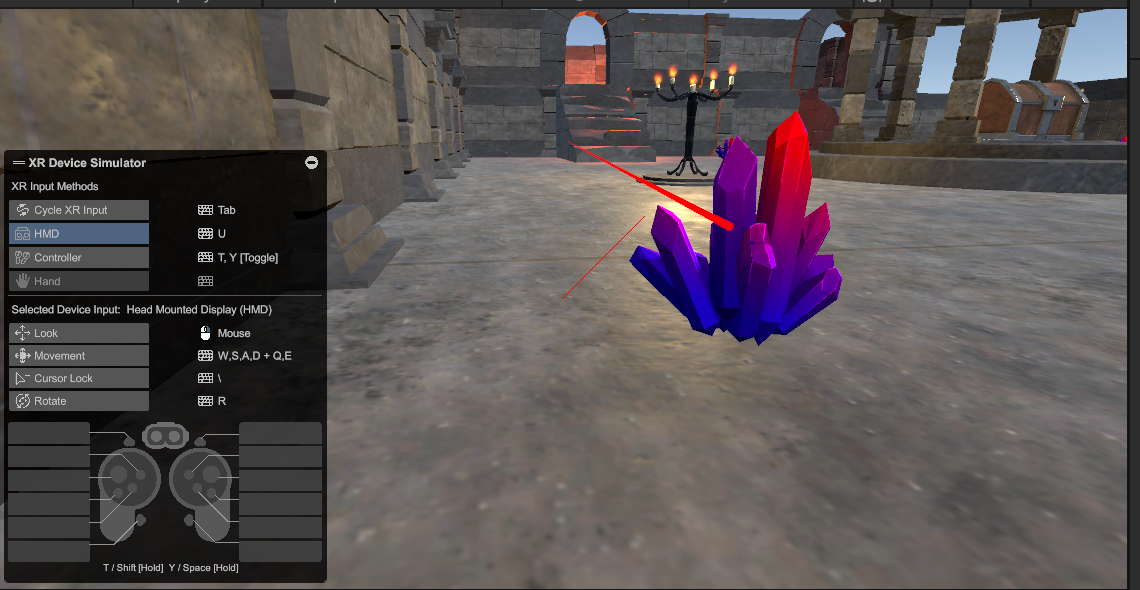 XR Device Simulator
XR Input Methods
Cycle XR Input Tab
HMD U
Controller T, Y [Toggle]
Hand
Selected Device Input: Head Mounted Display (HMD)
Look Mouse
Movement W,S,A,D + Q,E
Cursor Lock \
Rotate R
T / Shift [Hold] Y / Space [Hold]